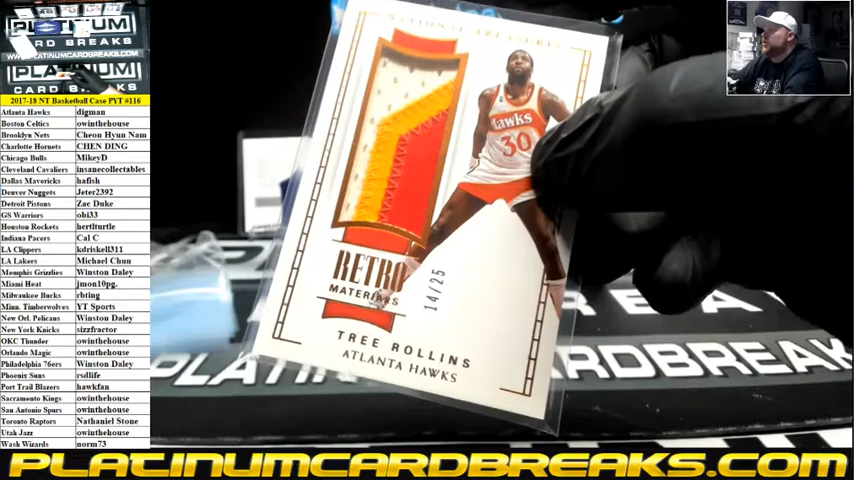 PLATINUM
CARD BREAKS
WWW.PLATINUMCARDBREAKS.COM
PLATINUM
CARD BREAKS
2017-18 NT Basketball Case PYT #116
Atlanta Hawks digman
Boston Celtics owinthehouse
Brooklyn Nets Cheon Hyun Nam
Charlotte Hornets CHEN DING
Chicago Bulls MikeyD
Cleveland Cavaliers insanecollectables
Dallas Mavericks hafish
Denver Nuggets Jeter2392
Detroit Pistons Zac Duke
GS Warriors obi33
Houston Rockets hertlturtle
Indiana Pacers Cal C
LA Clippers kdriskell311
LA Lakers Michael Chun
Memphis Grizzlies Winston Daley
Miami Heat jmon10pg.
Milwaukee Bucks rbting
Minn. Timberwolves YT Sports
New Orl. Pelicans Winston Daley
New York Knicks sizzfractor
OKC Thunder owinthehouse
Orlando Magic owinthehouse
Philadelphia 76ers Winston Daley
Phoenix Suns rsdlife
Port Trail Blazers hawkfan
Sacramento Kings owinthehouse
San Antonio Spurs owinthehouse
Toronto Raptors Nathaniel Stone
Utah Jazz owinthehouse
Wash Wizards norm73
NATIONAL TREASURES
Hawks
30
RETRO
MATERIALS
14/25
TREE ROLLINS
ATLANTA HAWKS
CARDBREAKS
PLATINUMCARDBREAKS.COM